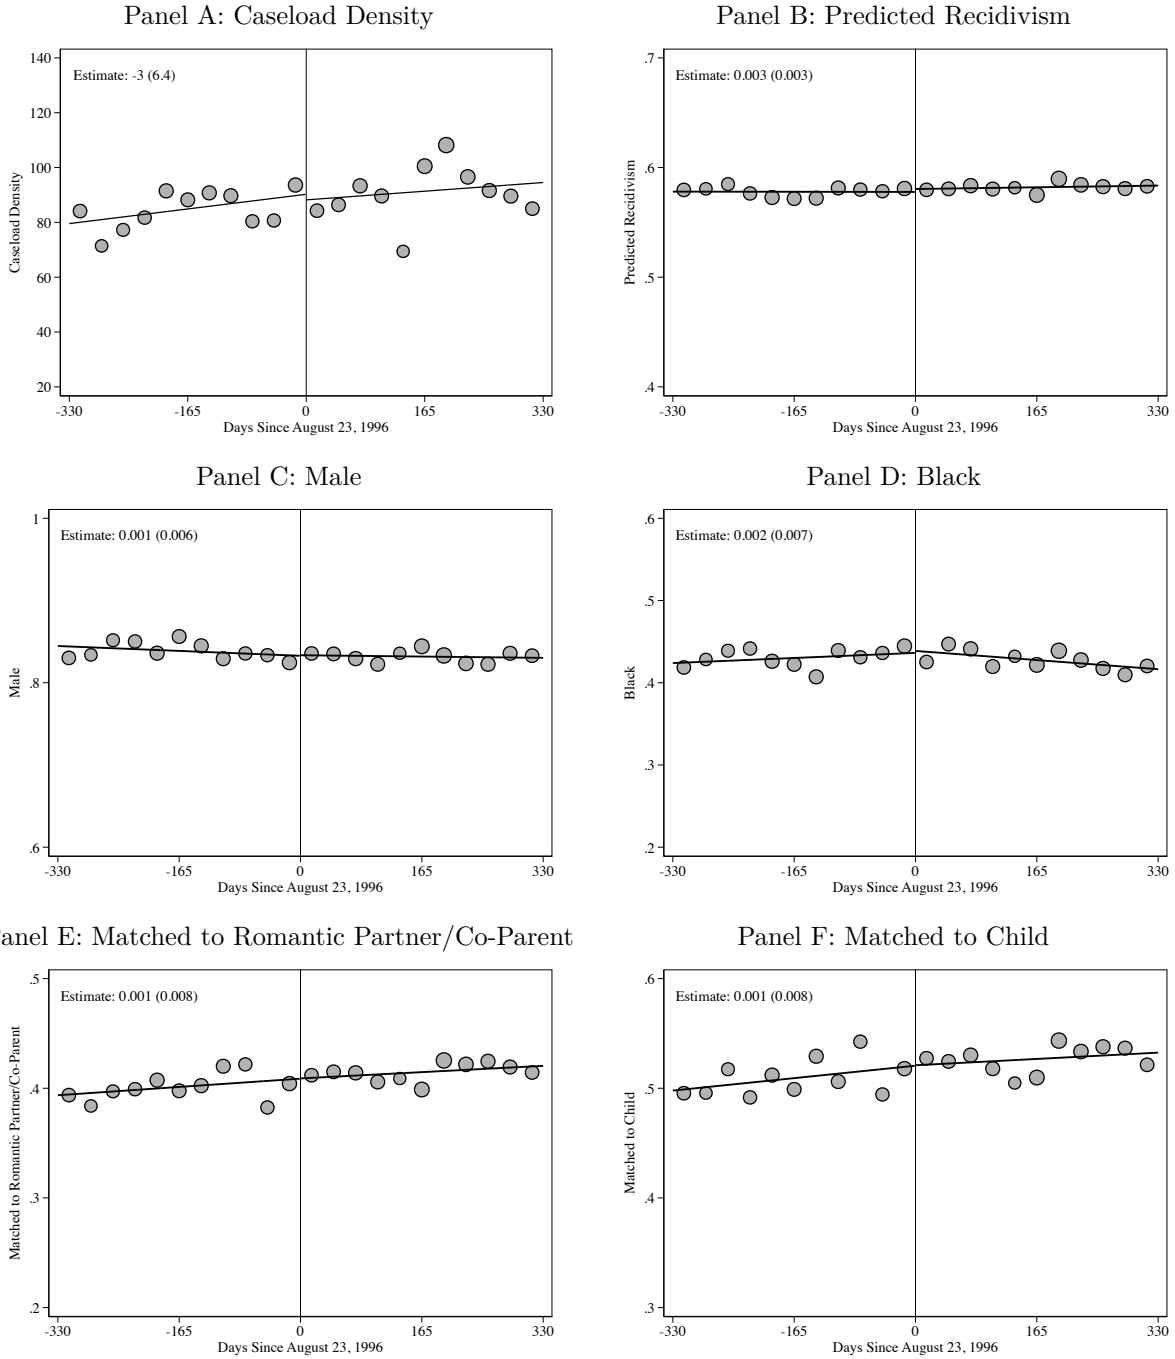 Panel A: Caseload Density
140
120
100
80
60
40
20
Caseload Density
Estimate: -3 (6.4)
-330 -165 0 165 330
Days Since August 23, 1996
Panel B: Predicted Recidivism
.7
.6
.5
.4
Predicted Recidivism
Estimate: 0.003 (0.003)
-330 -165 0 165 330
Days Since August 23, 1996
Panel C: Male
1
.8
.6
Male
Estimate: 0.001 (0.006)
-330 -165 0 165 330
Days Since August 23, 1996
Panel D: Black
.6
.5
.4
.3
.2
Black
Estimate: 0.002 (0.007)
-330 -165 0 165 330
Days Since August 23, 1996
anel E: Matched to Romantic Partner/Co-Parent
.5
.4
.3
.2
Matched to Romantic Partner/Co-Parent
Estimate: 0.001 (0.008)
-330 -165 0 165 330
Days Since August 23, 1996
Panel F: Matched to Child
.6
.5
.4
.3
Matched to Child
Estimate: 0.001 (0.008)
-330 -165 0 165 330
Days Since August 23, 1996